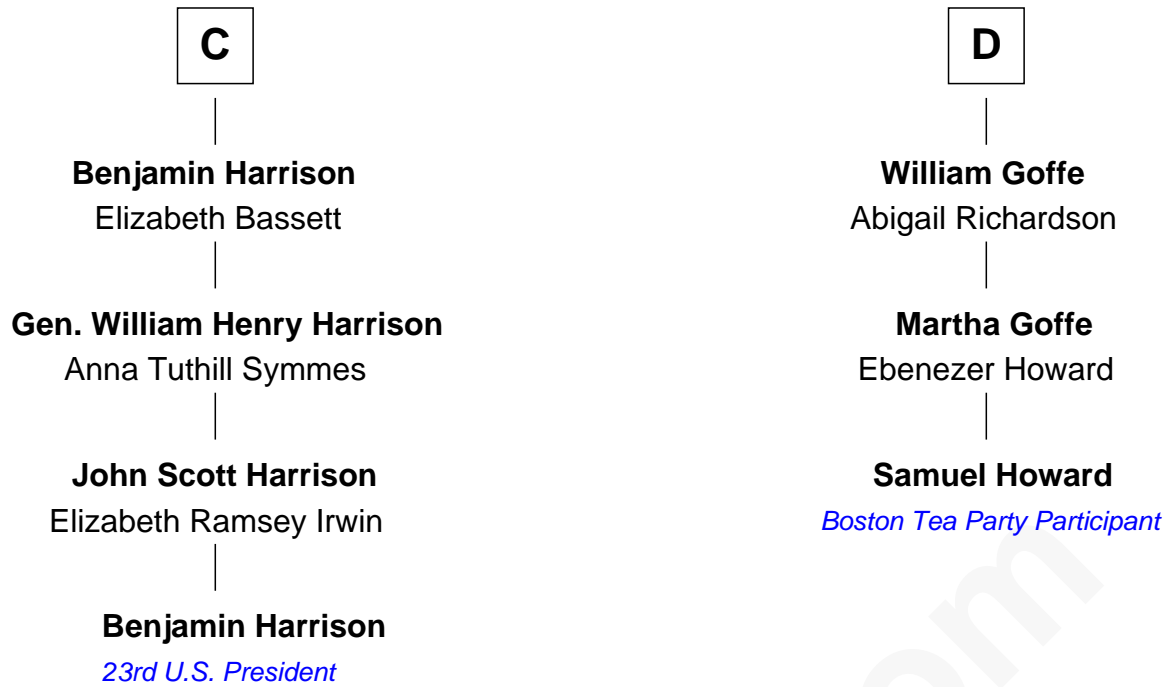 C
Benjamin Harrison
Elizabeth Bassett
Gen. William Henry Harrison
Anna Tuthill Symmes
John Scott Harrison
Elizabeth Ramsey Irwin
Benjamin Harrison
23rd U.S. President
D
William Goffe
Abigail Richardson
Martha Goffe
Ebenezer Howard
Samuel Howard
Boston Tea Party Participant
om